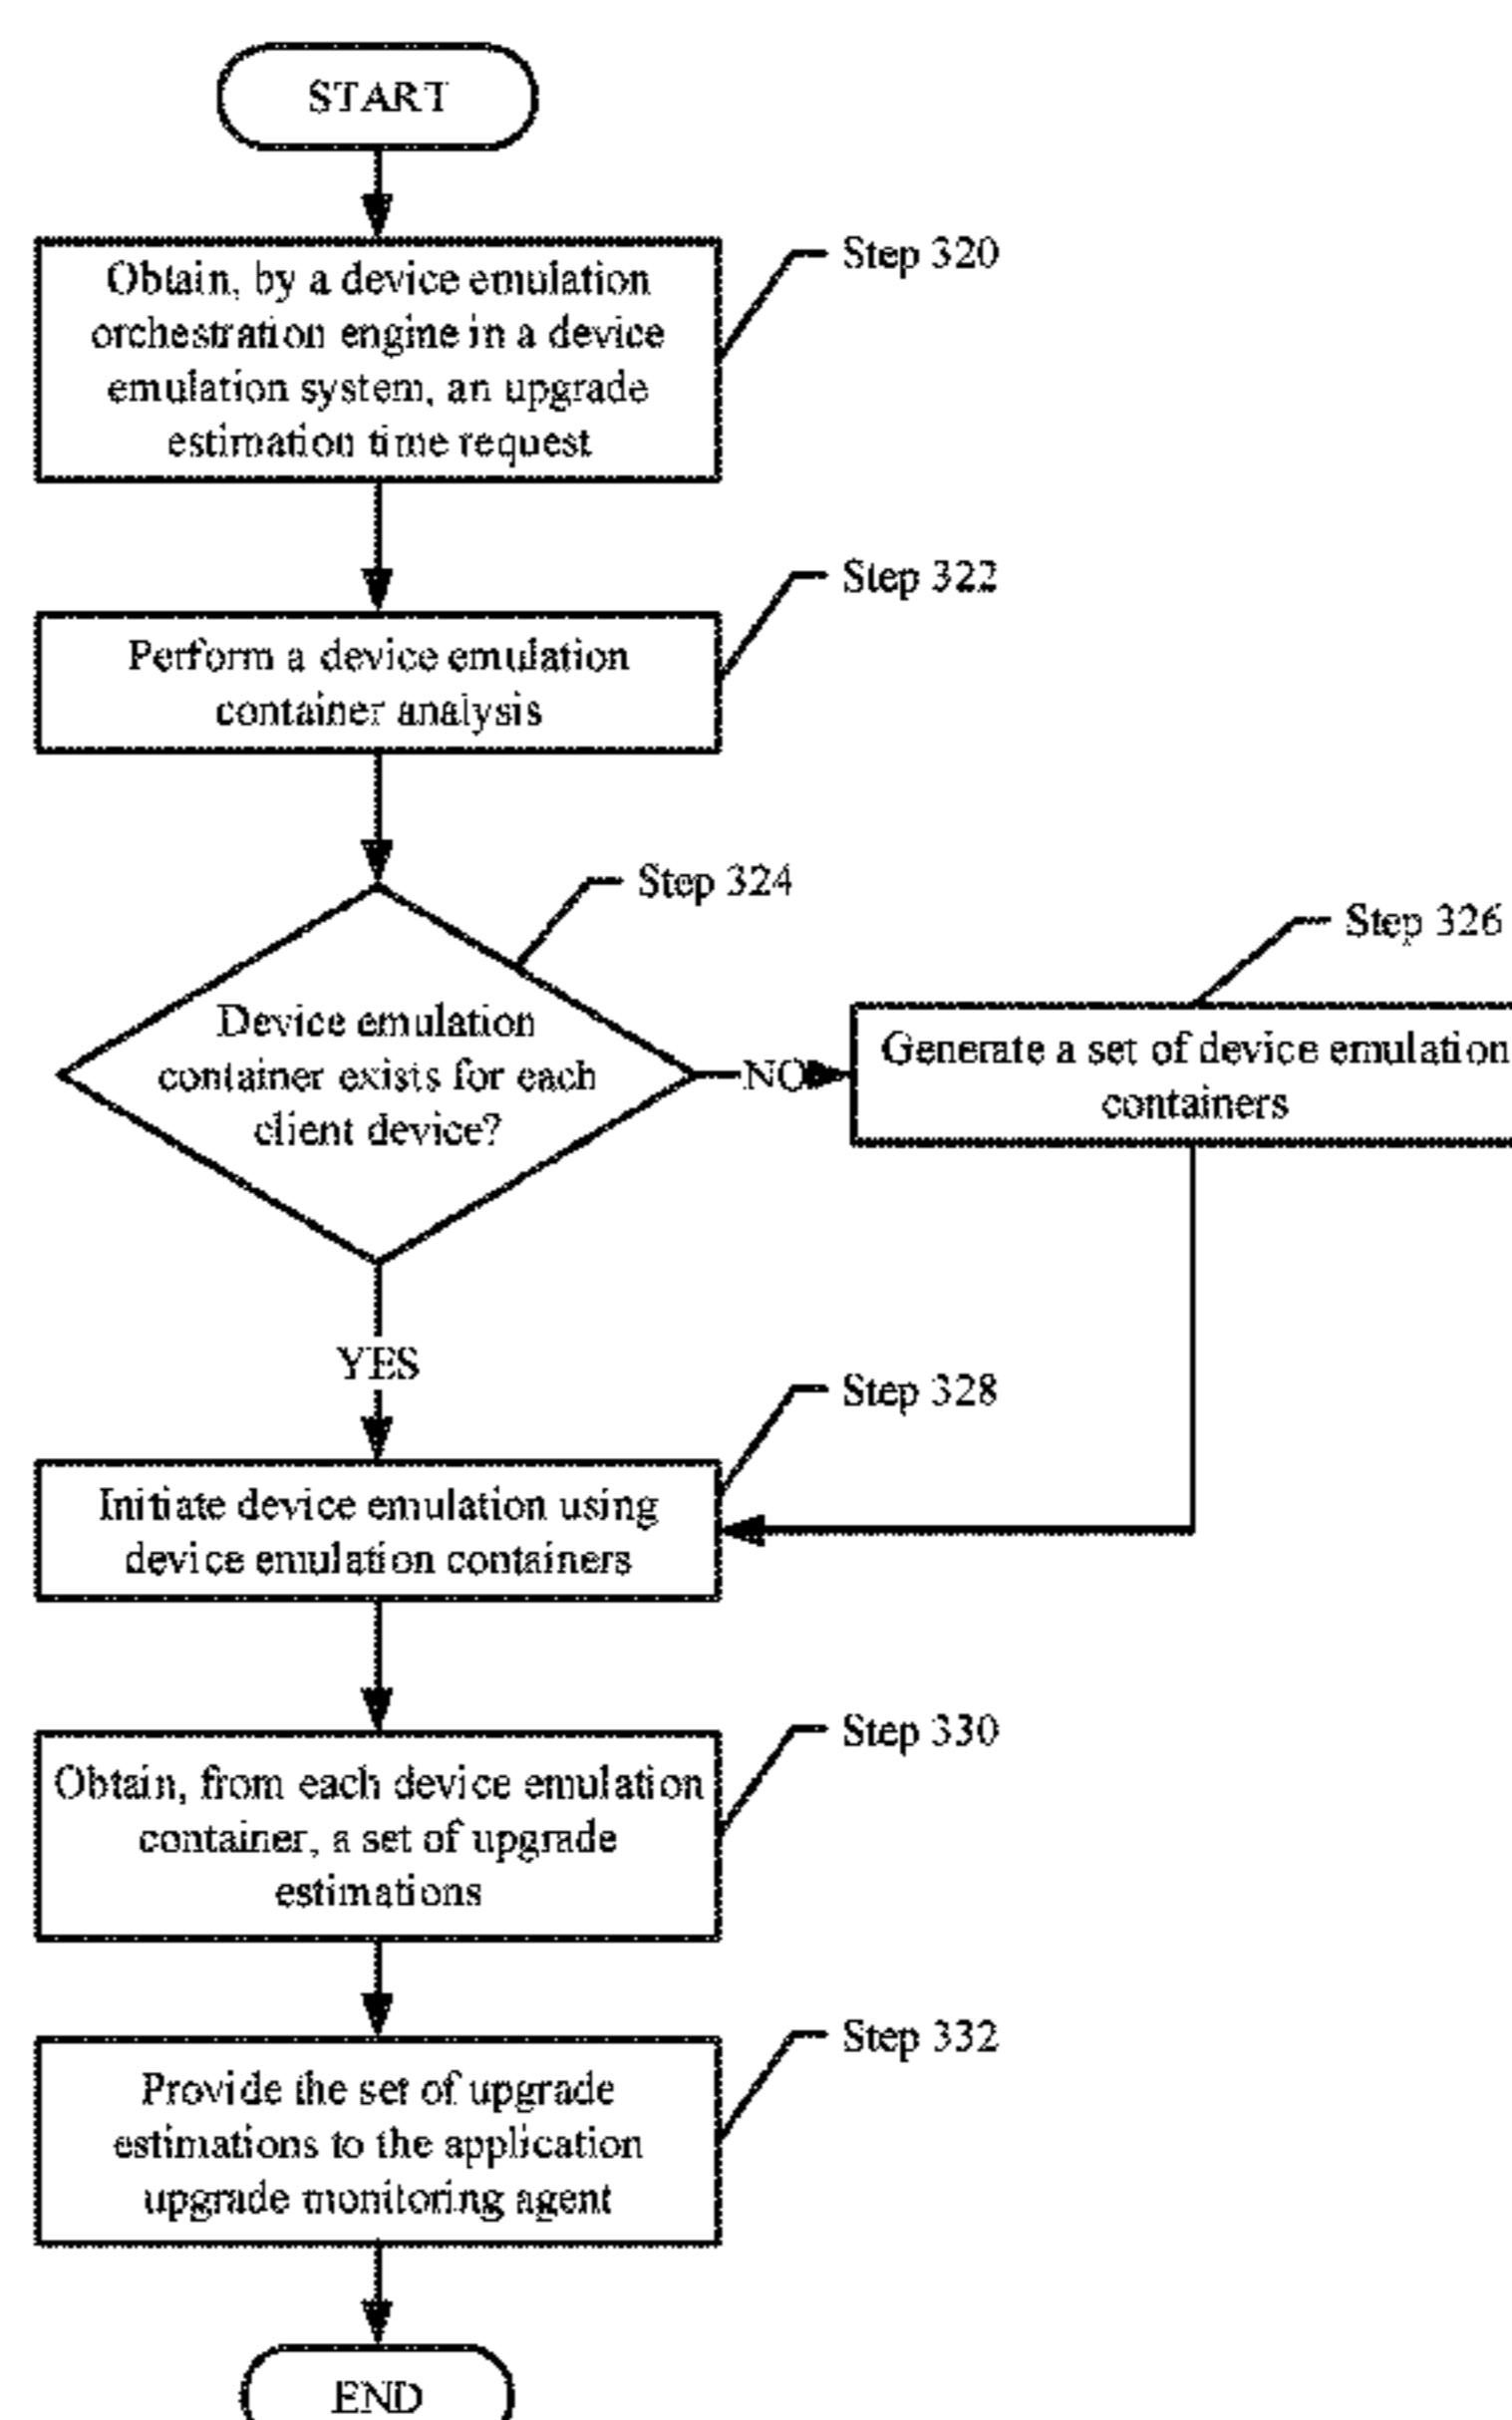 START
Step 320
Obtain, by a device emulation
orchestration engine in a device
emulation system, an upgrade
estimation time request
Step 322
Perform a device emulation
container analysis
Step 324
Device emulation
container exists for each
client device?
NO
Step 326
Generate a set of device emulation
containers
YES
Step 328
Initiate device emulation using
device emulation containers
Step 330
Obtain, from each device emulation
container, a set of upgrade
estimations
Step 332
Provide the set of upgrade
estimations to the application
upgrade monitoring agent
END